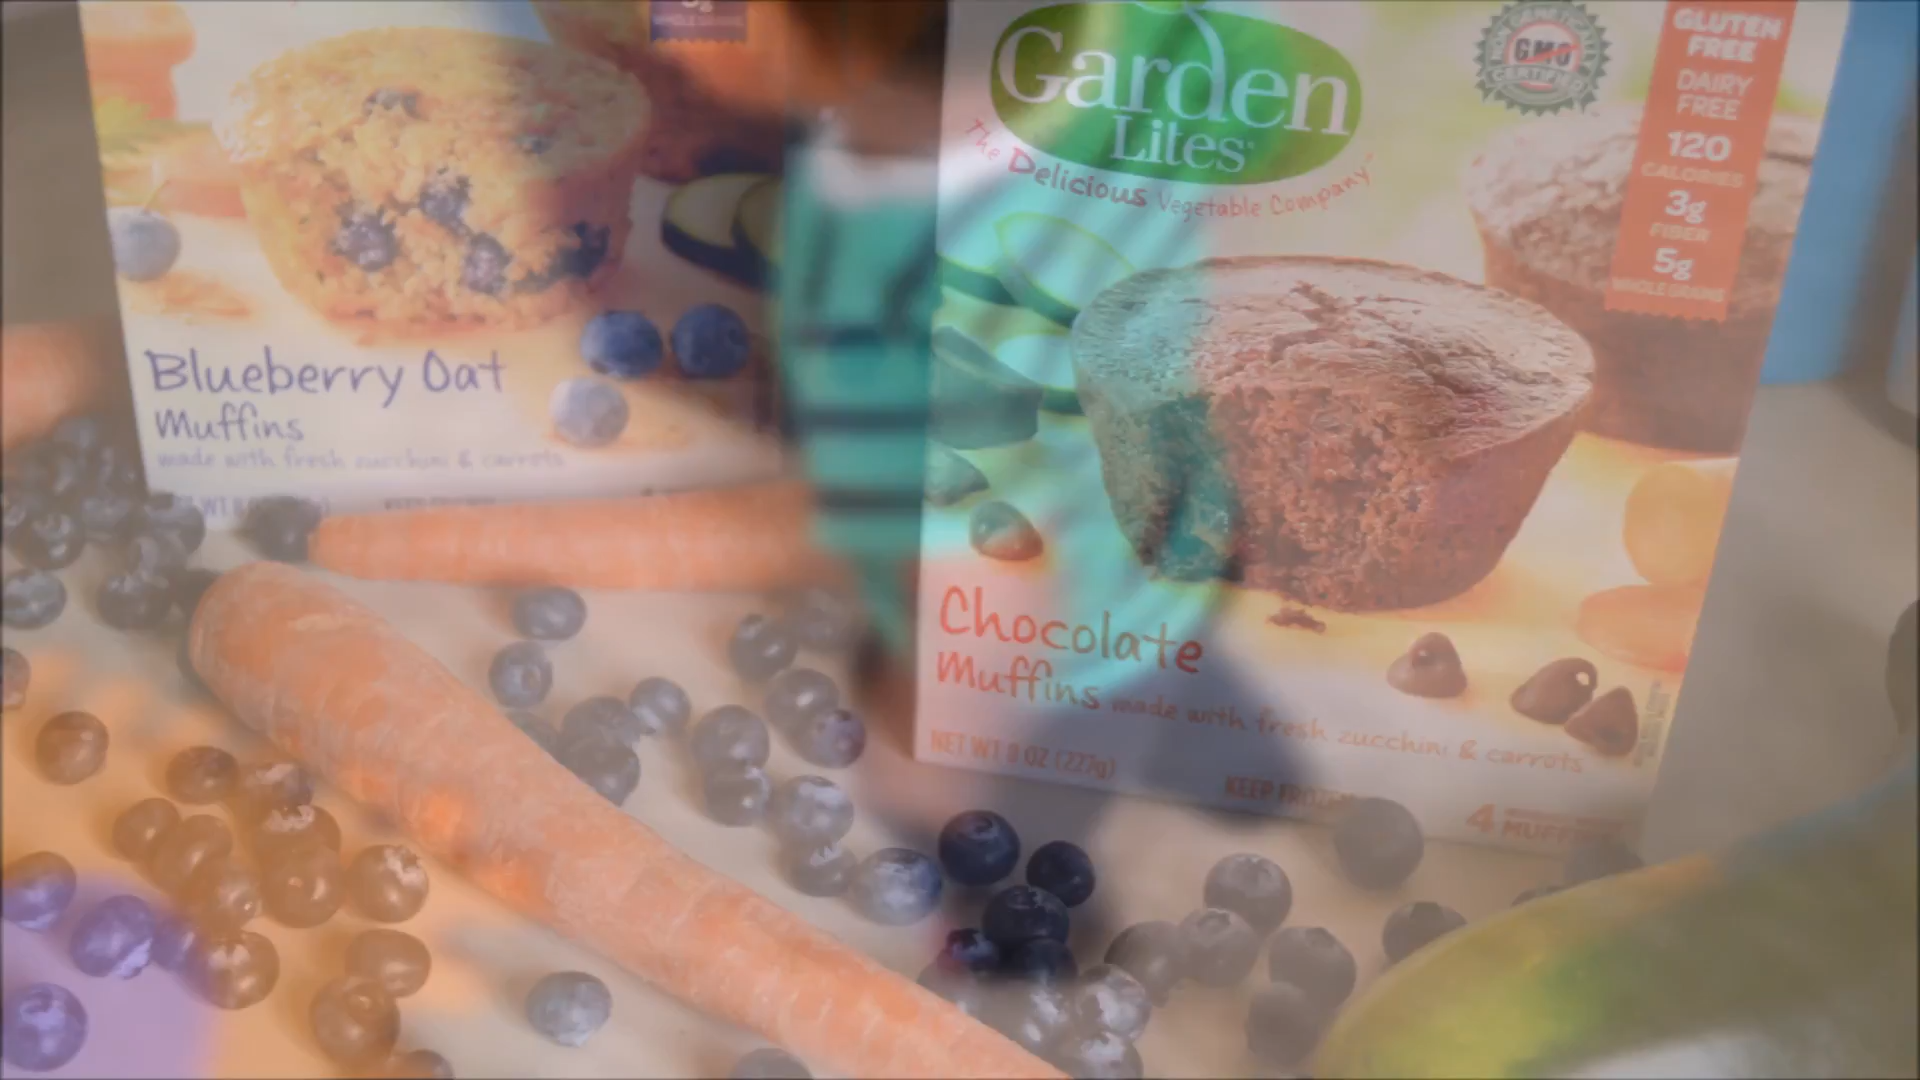 Blueberry Oat
Muffins
made with fresh zucchini & carrots
Garden
Lites
The Delicious Vegetable Company
GMO
CERTIFIED
GLUTEN
FREE
DAIRY
FREE
120
CALORIES
3g
FIBER
5g
WHOLE GRAINS
Chocolate
Muffins made with fresh zucchini & carrots
NET WT 8 OZ (227g)
KEEP FROZEN
4
MUFFINS